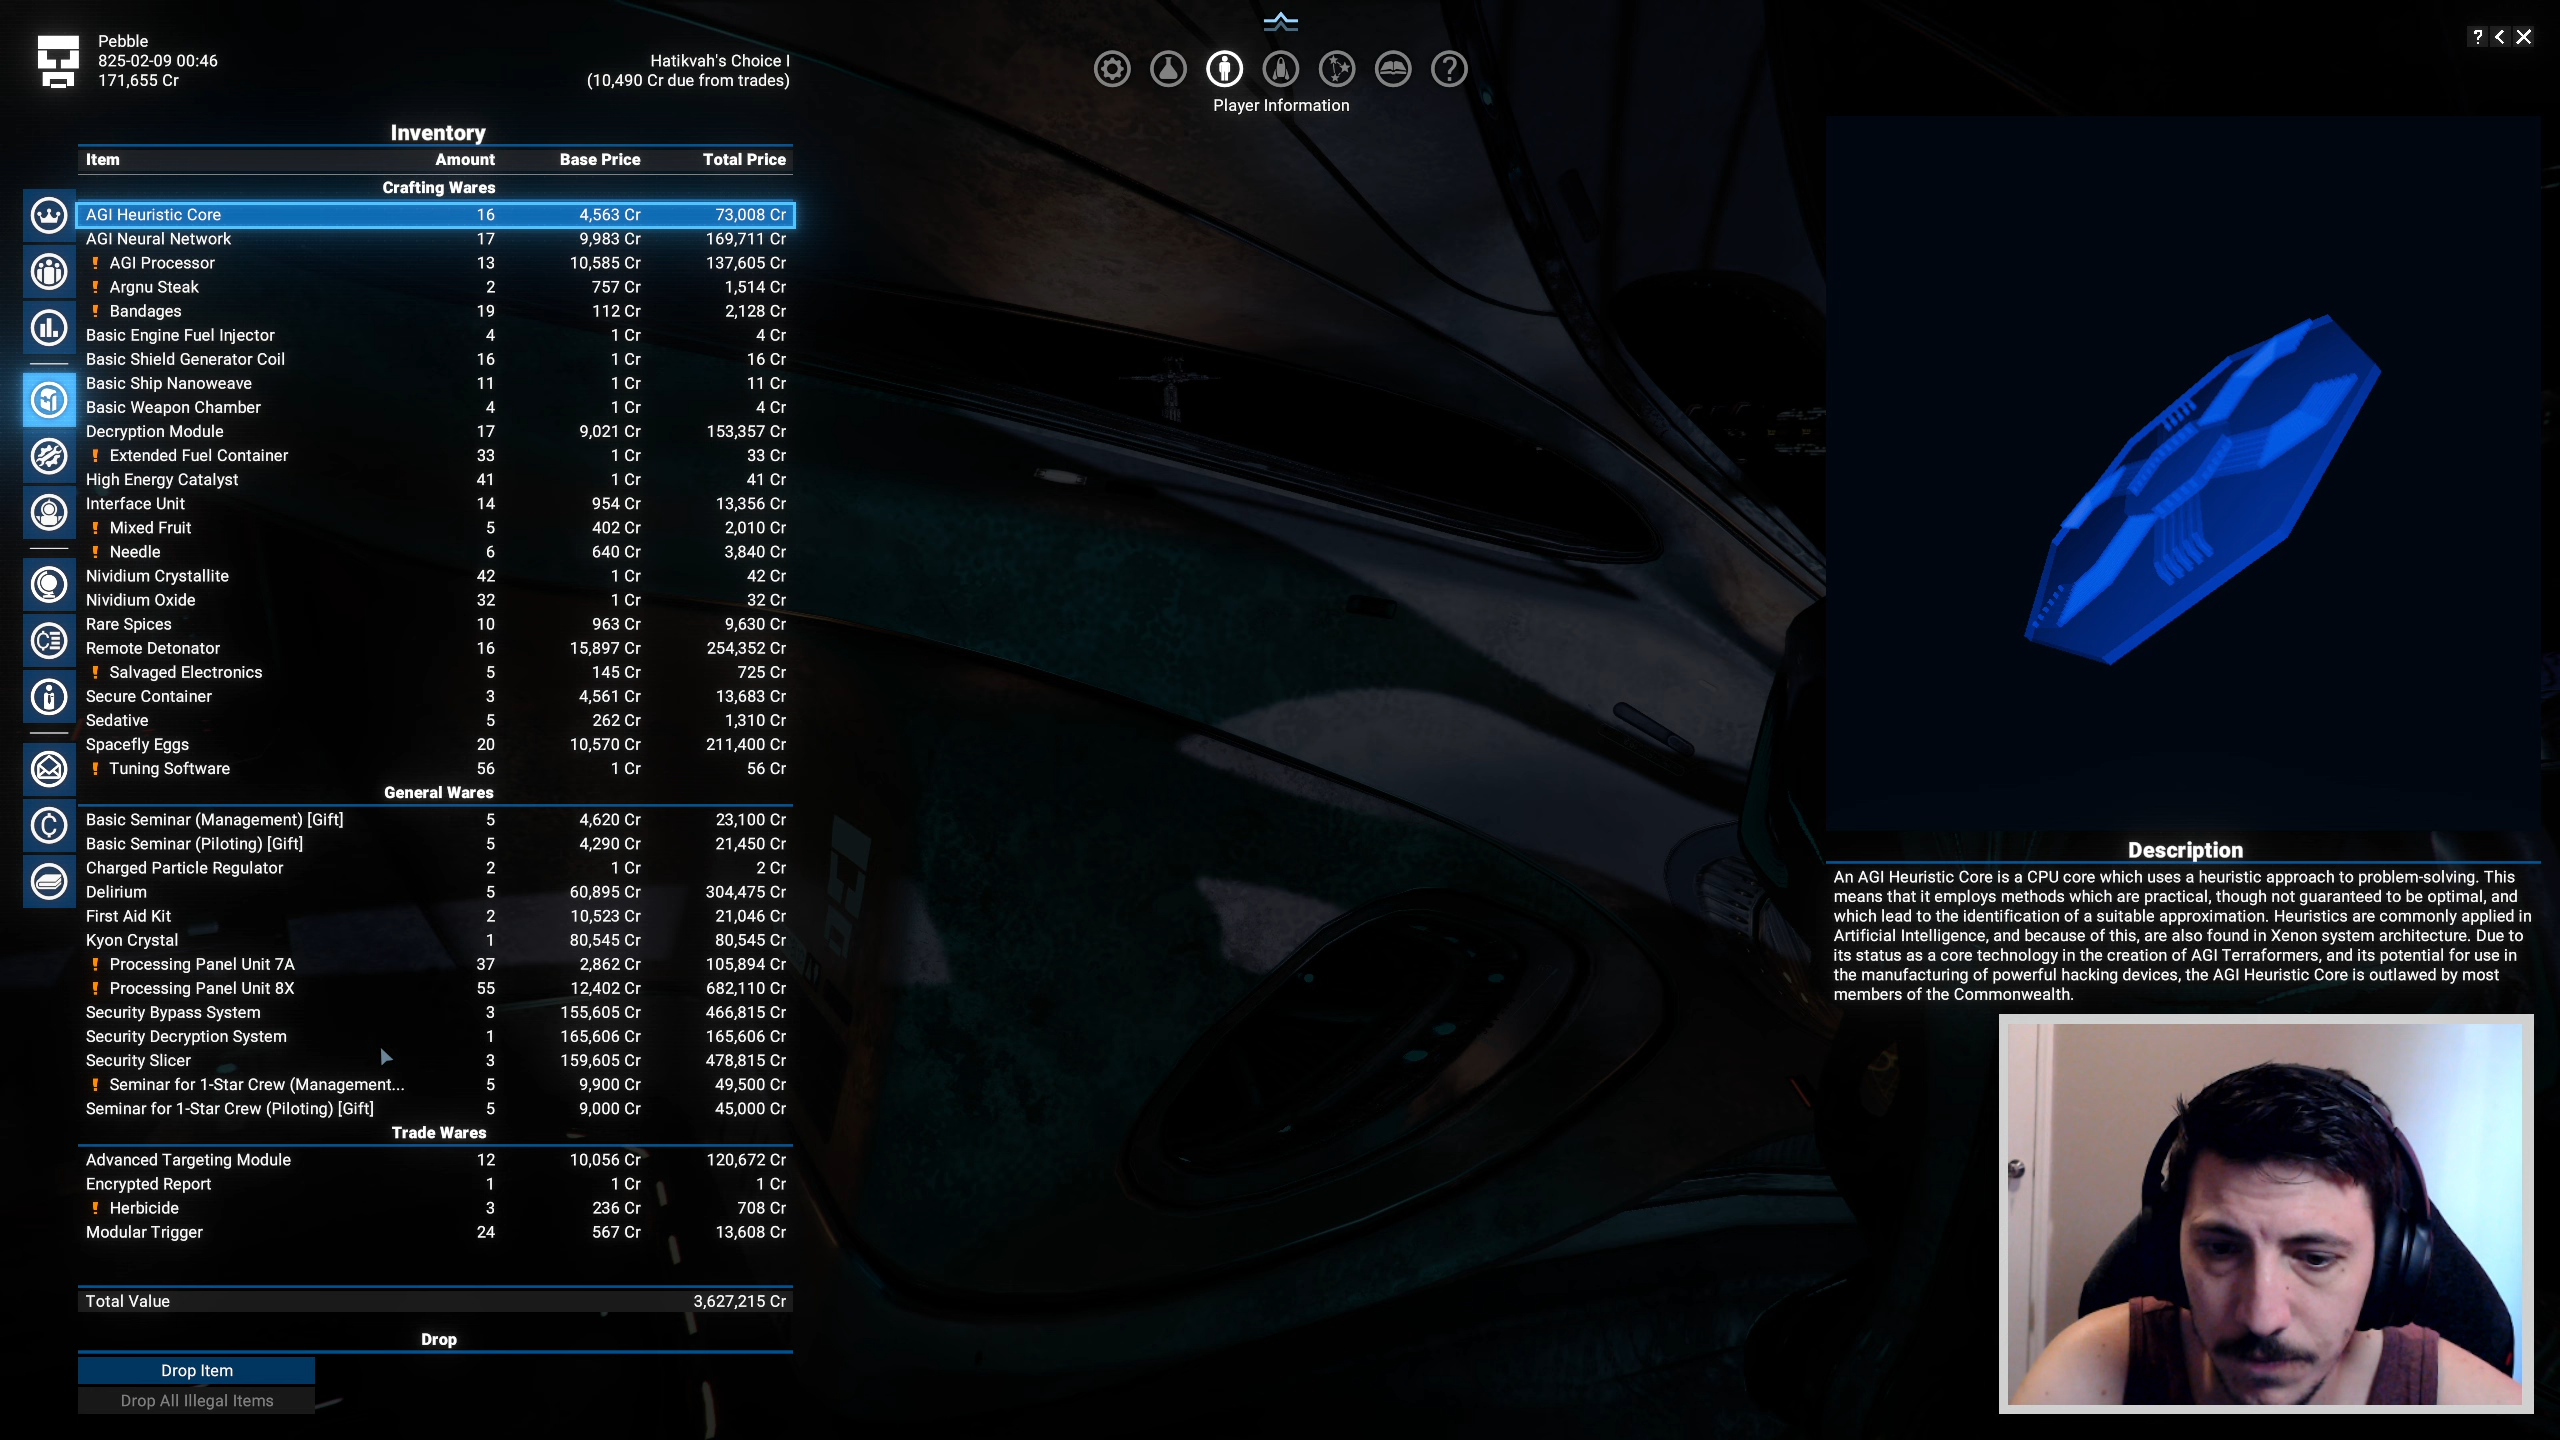 Pebble
825-02-09 00:46
171,655 Cr
Hatikvah's Choice I
(10,490 Cr due from trades)
Player Information
? < X
Inventory
Item Amount Base Price Total Price
Crafting Wares
AGI Heuristic Core 16 4,563 Cr 73,008 Cr
AGI Neural Network 17 9,983 Cr 169,711 Cr
! AGI Processor 13 10,585 Cr 137,605 Cr
! Argnu Steak 2 757 Cr 1,514 Cr
! Bandages 19 112 Cr 2,128 Cr
Basic Engine Fuel Injector 4 1 Cr 4 Cr
Basic Shield Generator Coil 16 1 Cr 16 Cr
Basic Ship Nanoweave 11 1 Cr 11 Cr
Basic Weapon Chamber 4 1 Cr 4 Cr
Decryption Module 17 9,021 Cr 153,357 Cr
! Extended Fuel Container 33 1 Cr 33 Cr
High Energy Catalyst 41 1 Cr 41 Cr
Interface Unit 14 954 Cr 13,356 Cr
! Mixed Fruit 5 402 Cr 2,010 Cr
! Needle 6 640 Cr 3,840 Cr
Nividium Crystallite 42 1 Cr 42 Cr
Nividium Oxide 32 1 Cr 32 Cr
Rare Spices 10 963 Cr 9,630 Cr
Remote Detonator 16 15,897 Cr 254,352 Cr
! Salvaged Electronics 5 145 Cr 725 Cr
Secure Container 3 4,561 Cr 13,683 Cr
Sedative 5 262 Cr 1,310 Cr
Spacefly Eggs 20 10,570 Cr 211,400 Cr
! Tuning Software 56 1 Cr 56 Cr
General Wares
Basic Seminar (Management) [Gift] 5 4,620 Cr 23,100 Cr
Basic Seminar (Piloting) [Gift] 5 4,290 Cr 21,450 Cr
Charged Particle Regulator 2 1 Cr 2 Cr
Delirium 5 60,895 Cr 304,475 Cr
First Aid Kit 2 10,523 Cr 21,046 Cr
Kyon Crystal 1 80,545 Cr 80,545 Cr
! Processing Panel Unit 7A 37 2,862 Cr 105,894 Cr
! Processing Panel Unit 8X 55 12,402 Cr 682,110 Cr
Security Bypass System 3 155,605 Cr 466,815 Cr
Security Decryption System 1 165,606 Cr 165,606 Cr
Security Slicer 3 159,605 Cr 478,815 Cr
! Seminar for 1-Star Crew (Management... 5 9,900 Cr 49,500 Cr
Seminar for 1-Star Crew (Piloting) [Gift] 5 9,000 Cr 45,000 Cr
Trade Wares
Advanced Targeting Module 12 10,056 Cr 120,672 Cr
Encrypted Report 1 1 Cr 1 Cr
! Herbicide 3 236 Cr 708 Cr
Modular Trigger 24 567 Cr 13,608 Cr
Total Value 3,627,215 Cr
Drop
Drop Item
Drop All Illegal Items
Description
An AGI Heuristic Core is a CPU core which uses a heuristic approach to problem-solving. This
means that it employs methods which are practical, though not guaranteed to be optimal, and
which lead to the identification of a suitable approximation. Heuristics are commonly applied in
Artificial Intelligence, and because of this, are also found in Xenon system architecture. Due to
its status as a core technology in the creation of AGI Terraformers, and its potential for use in
the manufacturing of powerful hacking devices, the AGI Heuristic Core is outlawed by most
members of the Commonwealth.